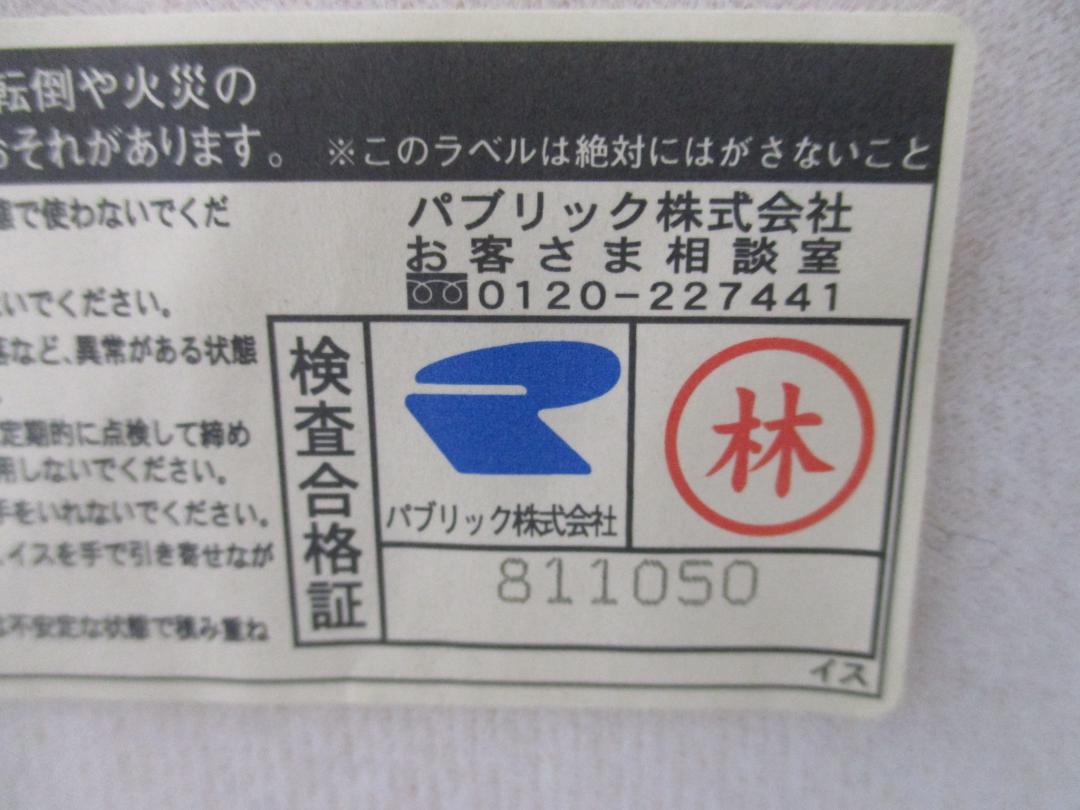 転倒や火災の
おそれがあります。 ※このラベルは絶対にはがさないこと
態で使わないでくだ
パブリック株式会社
お客さま相談室
0120-227441
いでください。
など、異常がある状態
定期的に点検して締め
用しないでください。
手をいれないでください。
イスを手で引き寄せなが
不安定な状態で積み重ね
検査合格証
パブリック株式会社
林
811050
イス